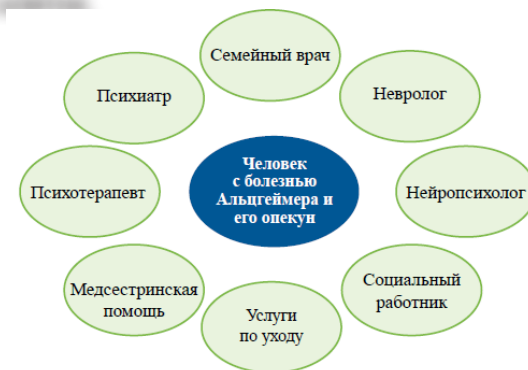 Семейный врач
Психиатр
Невролог
Человек
с болезнью
Альцгеймера и
его опекун
Психотерапевт
Нейропсихолог
Медсестринская
помощь
Социальный
работник
Услуги
по уходу